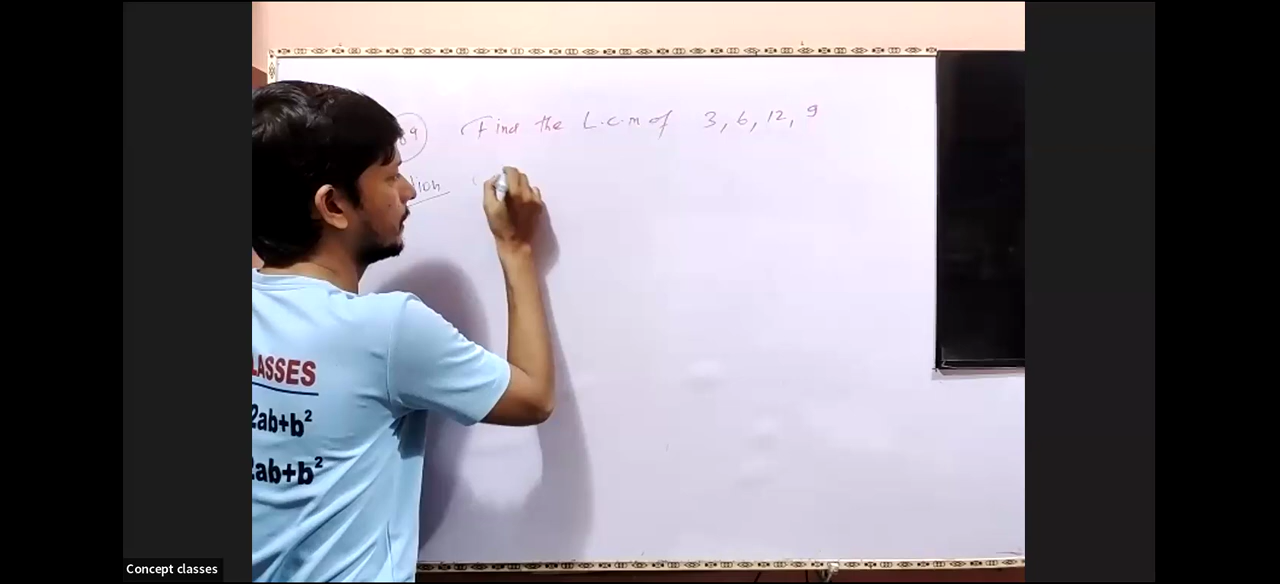 Find the L.c.m of 3, 6, 12, 9
LASSES
2ab+b²
2ab+b²
Concept classes